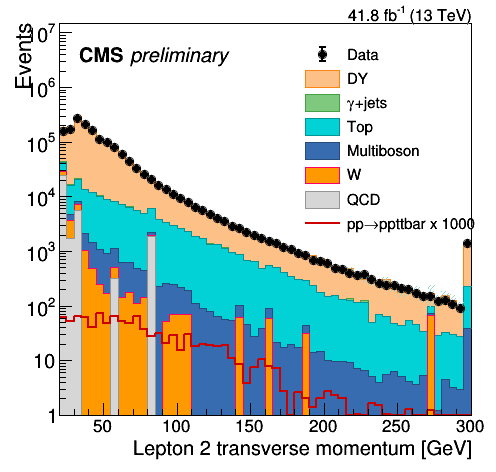 41.8 fb⁻¹ (13 TeV)
Events
CMS preliminary
Data
DY
γ+jets
Top
Multiboson
W
QCD
pp→ppttbar x 1000
10⁷
10⁶
10⁵
10⁴
10³
10²
10
1
50 100 150 200 250 300
Lepton 2 transverse momentum [GeV]